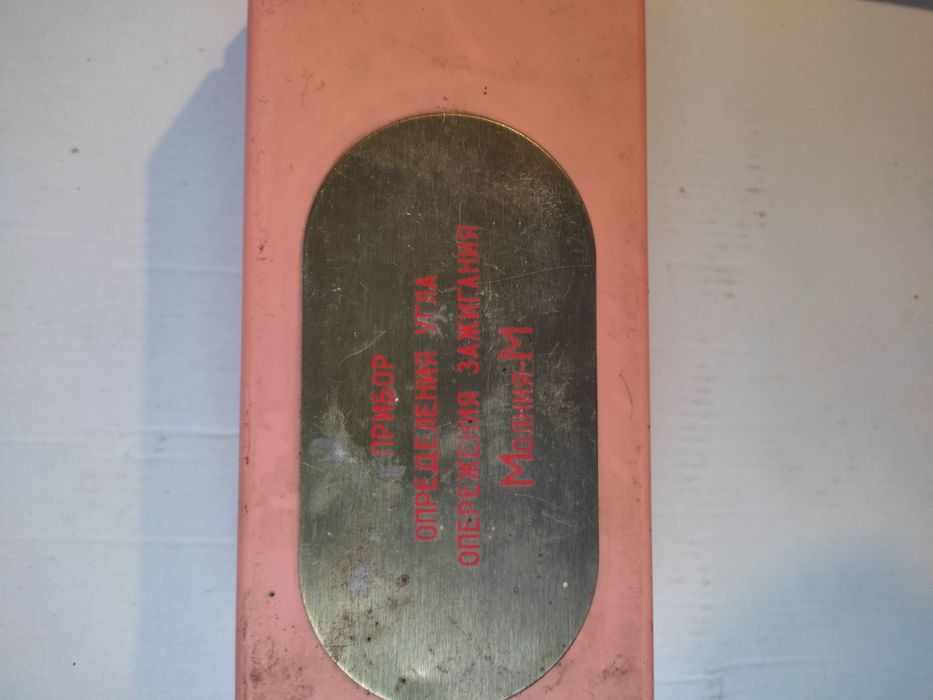 ПРИБОР
ОПРЕДЕЛЕНИЯ УГЛА
ОПЕРЕЖЕНИЯ ЗАЖИГАНИЯ
Молния-М